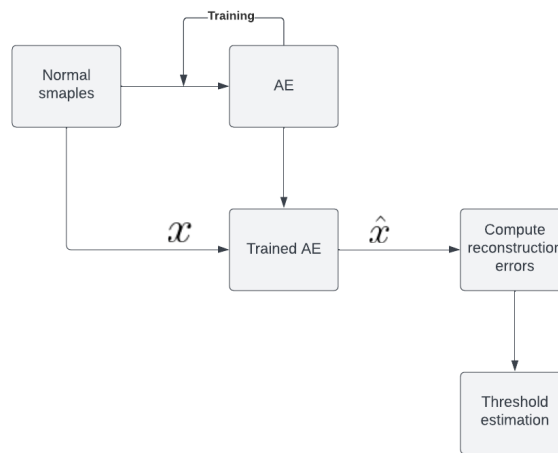 Training
Normal
smaples
AE
x
Trained AE
x̂
Compute
reconstruction
errors
Threshold
estimation